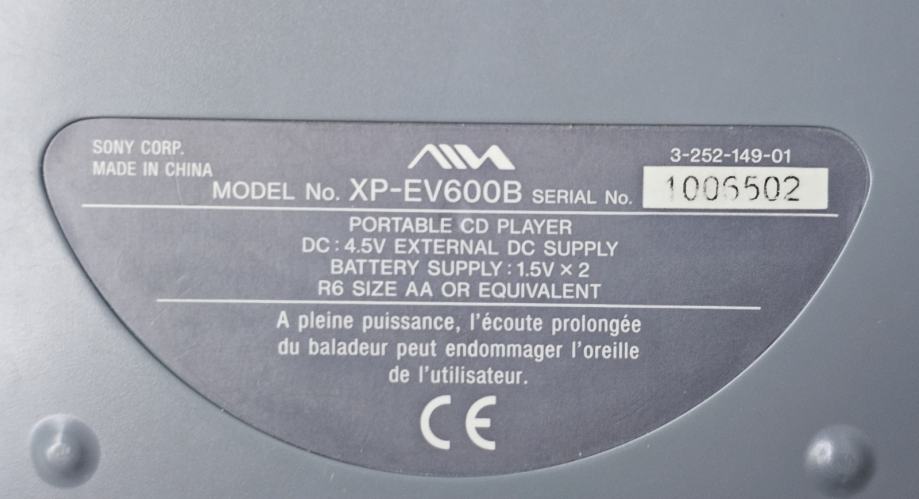 SONY CORP.
MADE IN CHINA
AIWA
3-252-149-01
MODEL No. XP-EV600B SERIAL No. 1006502
PORTABLE CD PLAYER
DC : 4.5V EXTERNAL DC SUPPLY
BATTERY SUPPLY : 1.5V × 2
R6 SIZE AA OR EQUIVALENT
A pleine puissance, l'écoute prolongée
du baladeur peut endommager l'oreille
de l'utilisateur.
CE